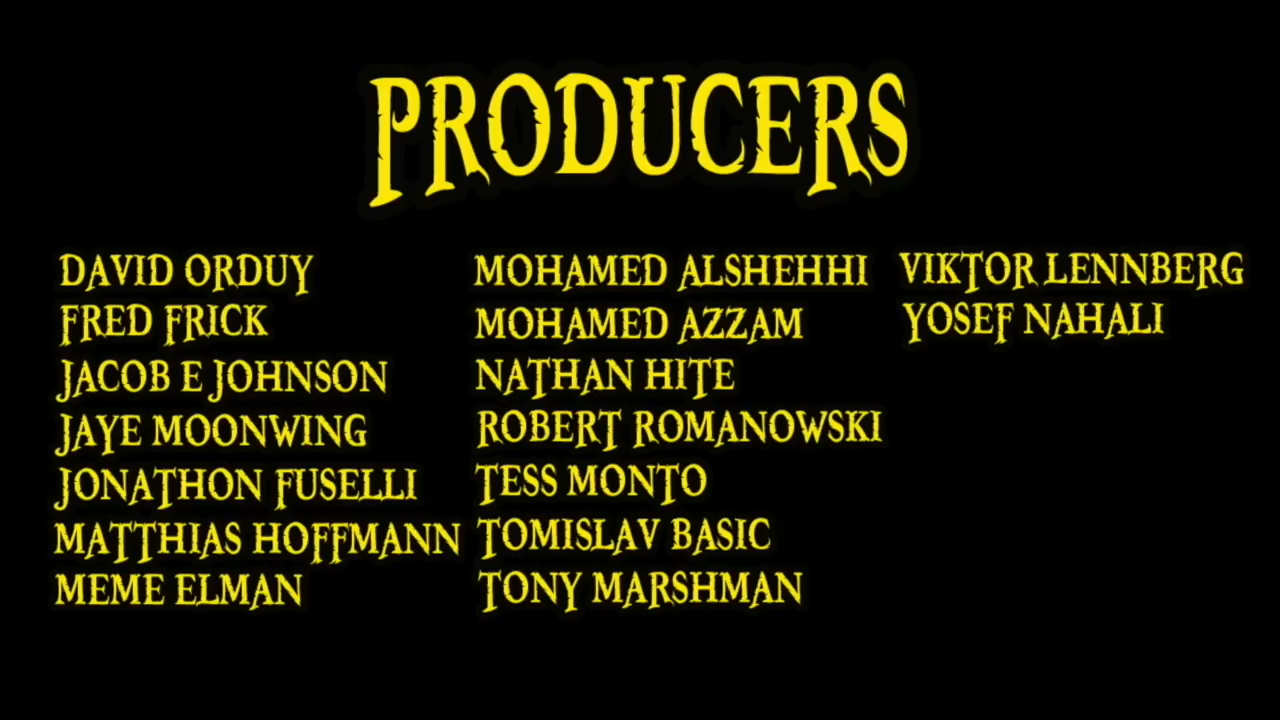 PRODUCERS
DAVID ORDUY
FRED FRICK
JACOB E JOHNSON
JAYE MOONWING
JONATHON FUSELLI
MATTHIAS HOFFMANN
MEME ELMAN
MOHAMED ALSHEHHI
MOHAMED AZZAM
NATHAN HITE
ROBERT ROMANOWSKI
TESS MONTO
TOMISLAV BASIC
TONY MARSHMAN
VIKTOR LENNBERG
YOSEF NAHALI